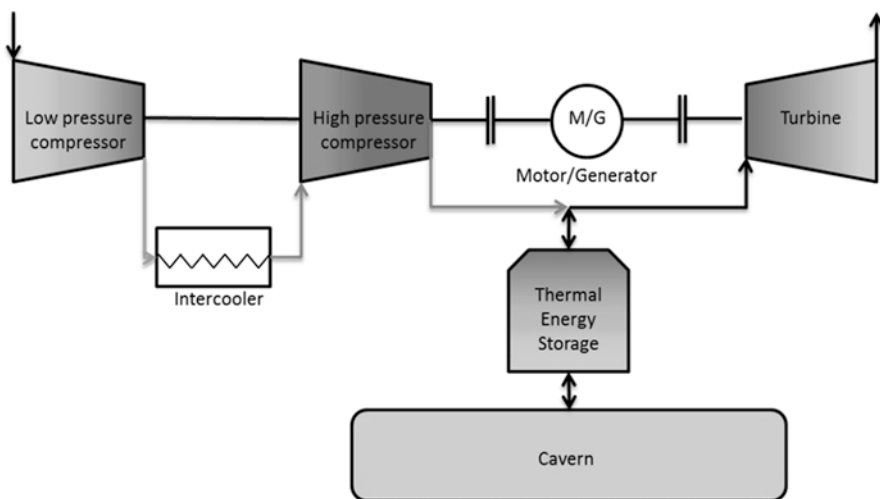 Low pressure
compressor
High pressure
compressor
M/G
Turbine
Motor/Generator
Intercooler
Thermal
Energy
Storage
Cavern